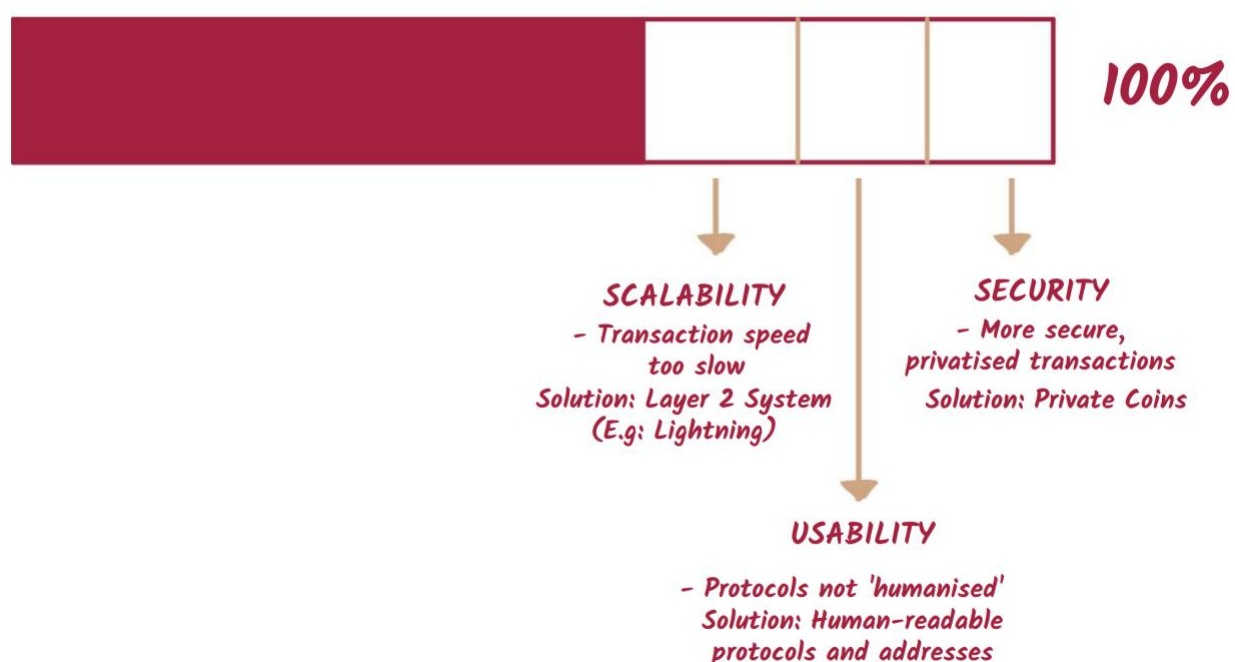 100%
SCALABILITY
- Transaction speed
too slow
Solution: Layer 2 System
(E.g: Lightning)
SECURITY
- More secure,
privatised transactions
Solution: Private Coins
USABILITY
- Protocols not 'humanised'
Solution: Human-readable
protocols and addresses